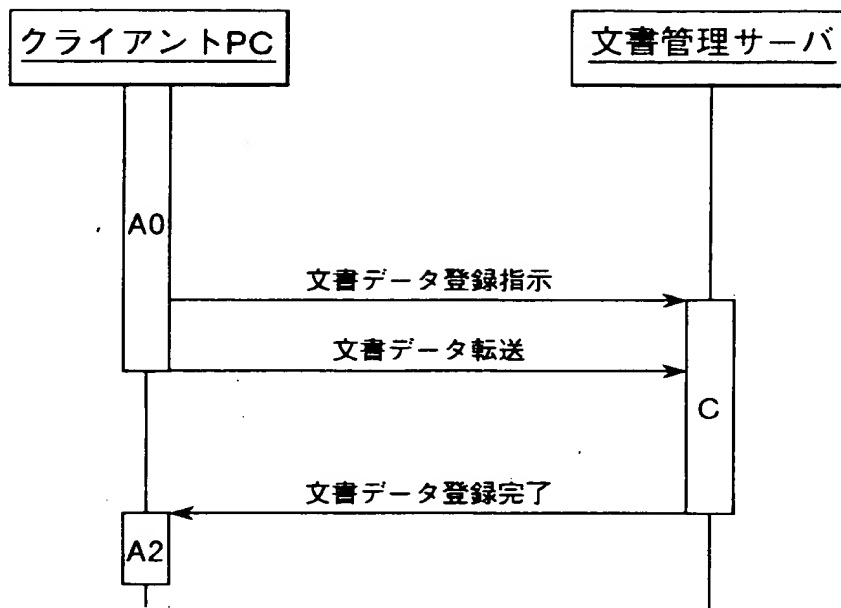 クライアントPC
文書管理サーバ
A0
文書データ登録指示
文書データ転送
C
文書データ登録完了
A2